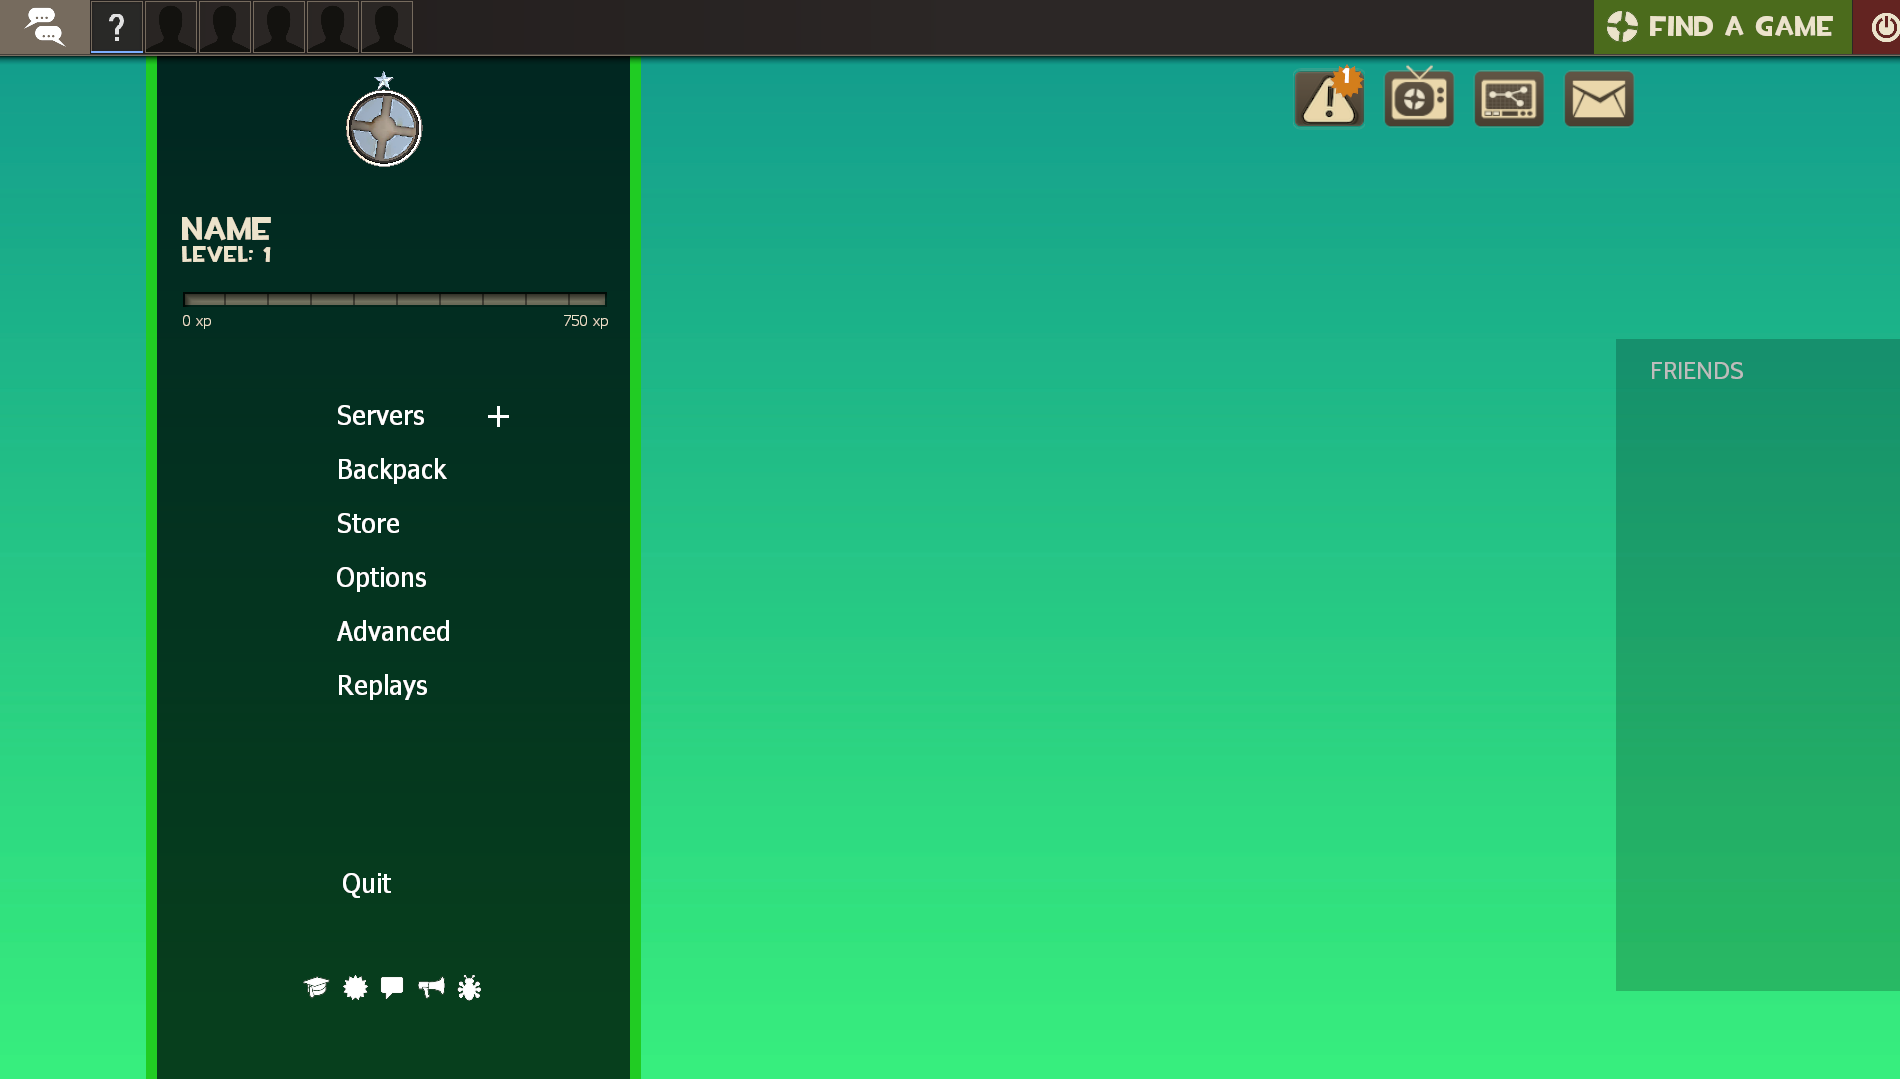 ?
FIND A GAME
1
NAME
LEVEL: 1
0 xp
750 xp
FRIENDS
Servers +
Backpack
Store
Options
Advanced
Replays
Quit